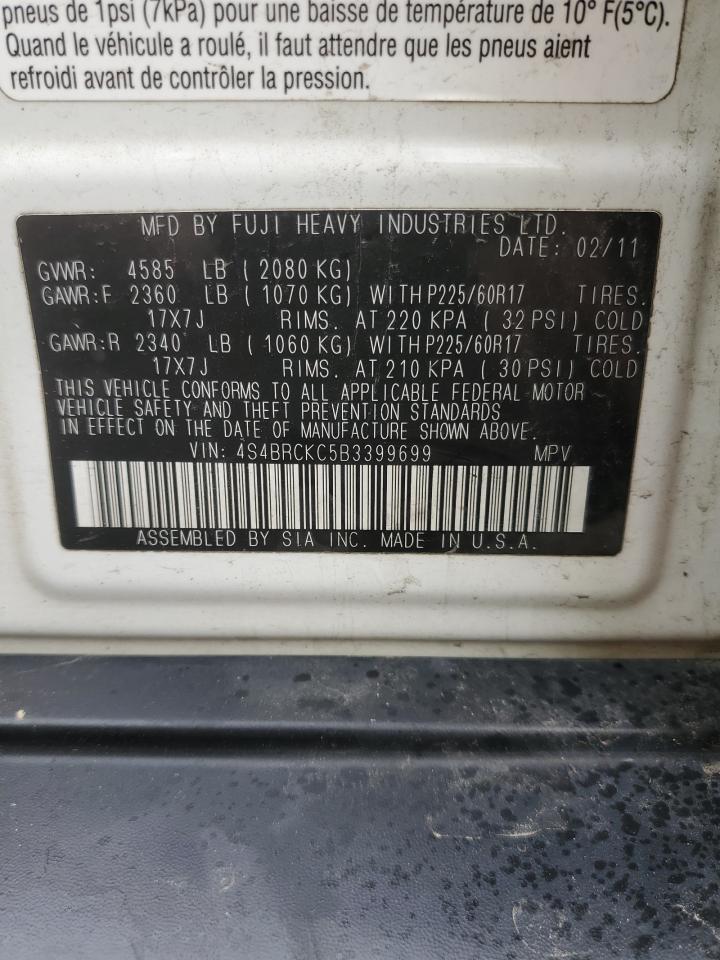 pneus de 1psi (7kPa) pour une baisse de température de 10° F(5°C).
Quand le véhicule a roulé, il faut attendre que les pneus aient
refroidi avant de contrôler la pression.
MFD BY FUJI HEAVY INDUSTRIES LTD.
DATE: 02/11
GVWR: 4585 LB ( 2080 KG)
GAWR:F 2360 LB ( 1070 KG) WITH P225/60R17 TIRES.
17X7J RIMS. AT 220 KPA ( 32 PSI) COLD
GAWR:R 2340 LB ( 1060 KG) WITH P225/60R17 TIRES.
17X7J RIMS. AT 210 KPA ( 30 PSI) COLD
THIS VEHICLE CONFORMS TO ALL APPLICABLE FEDERAL MOTOR
VEHICLE SAFETY AND THEFT PREVENTION STANDARDS
IN EFFECT ON THE DATE OF MANUFACTURE SHOWN ABOVE.
VIN: 4S4BRCKC5B3399699 MPV
ASSEMBLED BY SIA INC. MADE IN U.S.A.